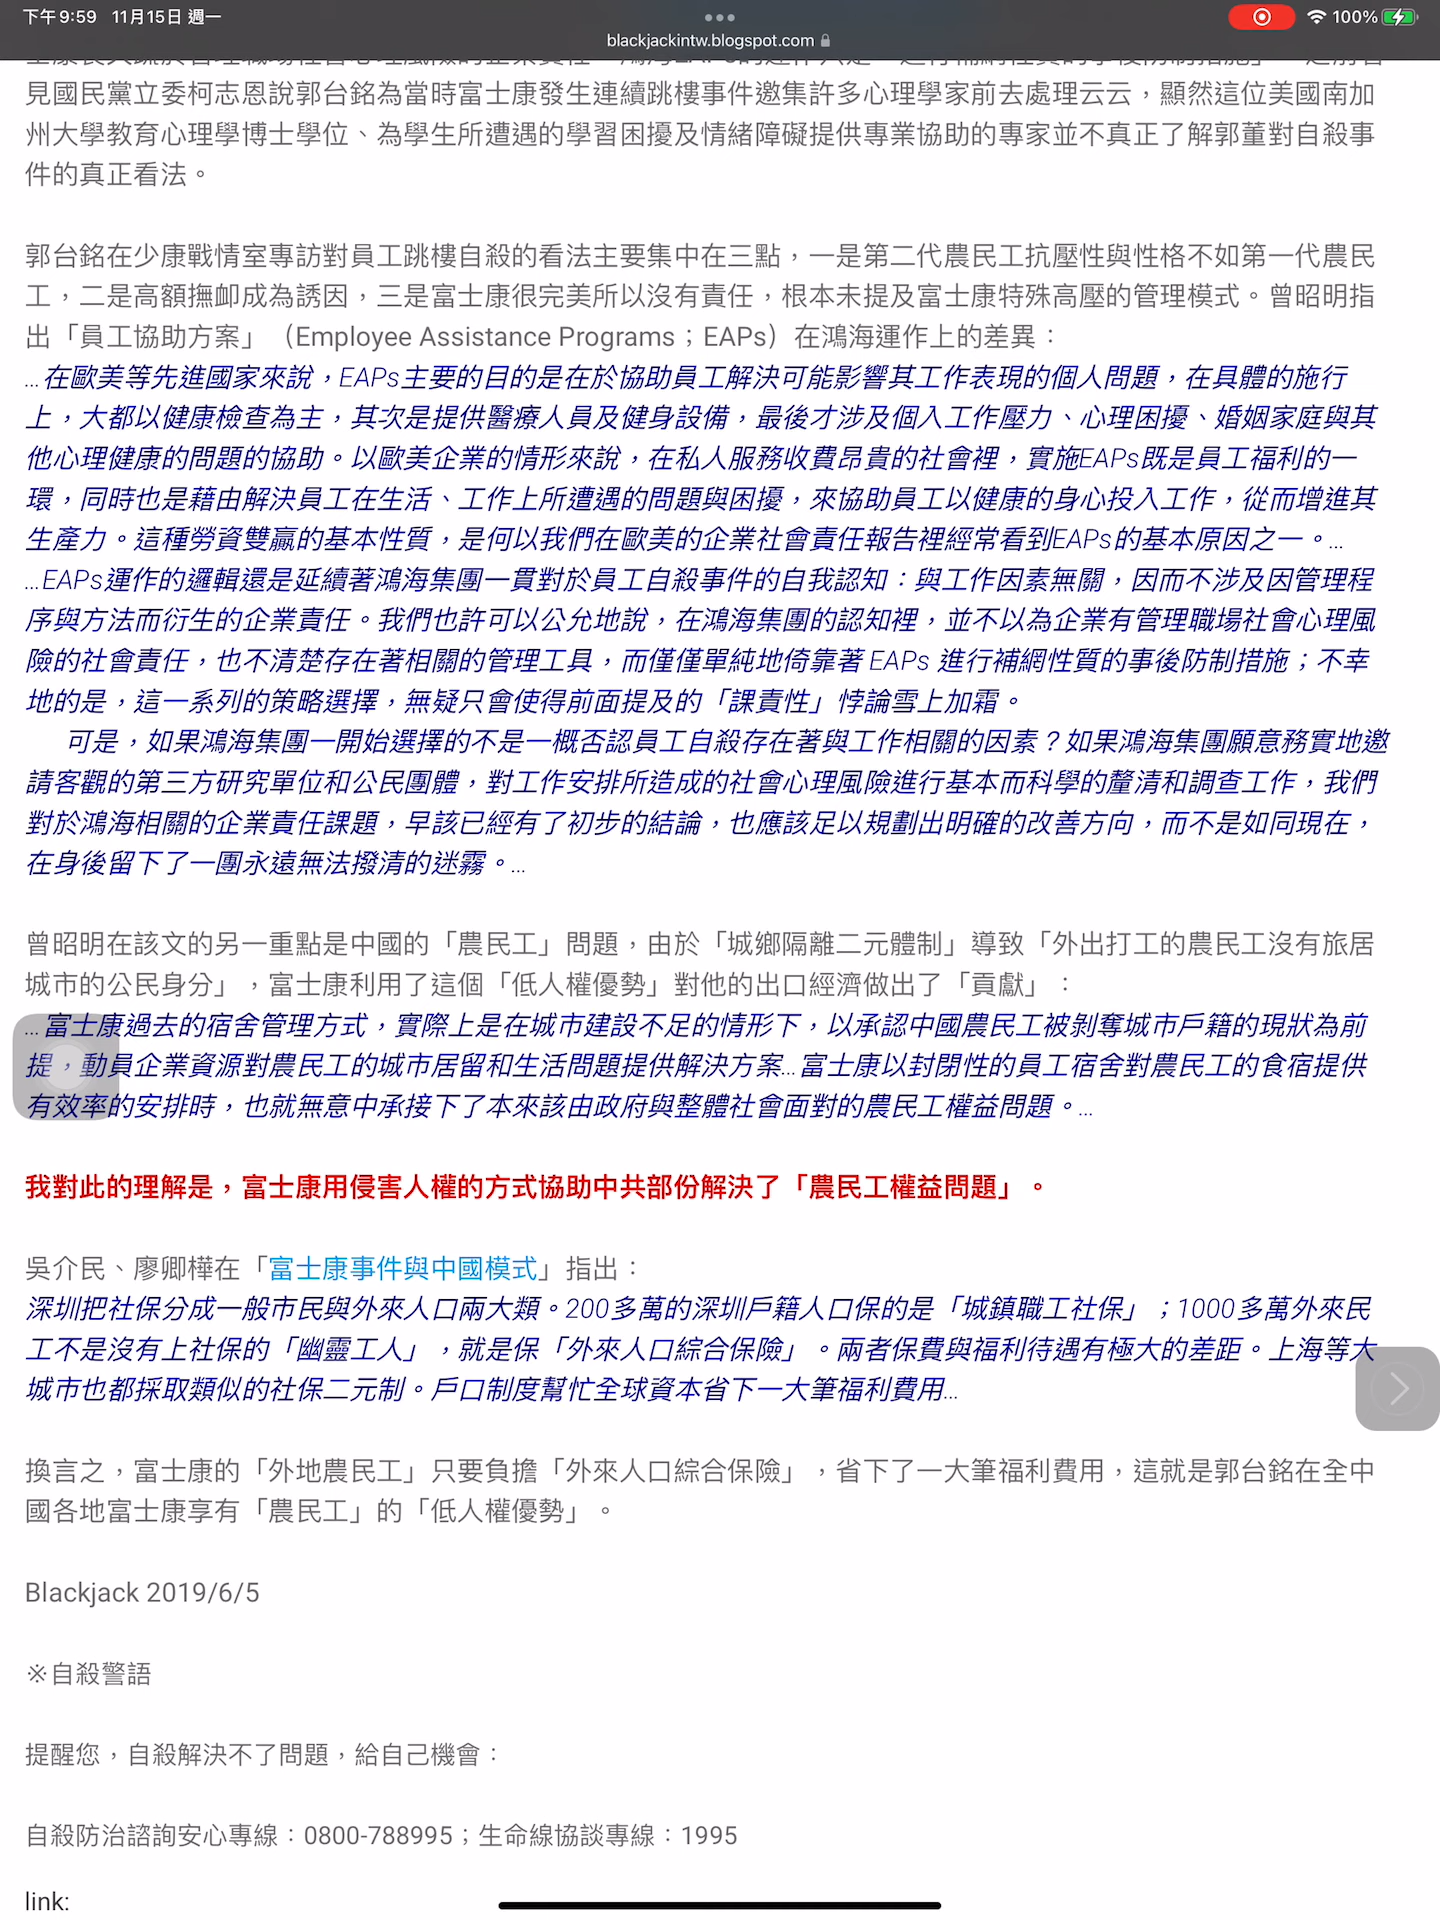 下午9:59 11月15日 週一
100%
blackjackintw.blogspot.com
見國民黨立委柯志恩說郭台銘為當時富士康發生連續跳樓事件邀集許多心理學家前去處理云云，顯然這位美國南加
州大學教育心理學博士學位、為學生所遭遇的學習困擾及情緒障礙提供專業協助的專家並不真正了解郭董對自殺事
件的真正看法。
郭台銘在少康戰情室專訪對員工跳樓自殺的看法主要集中在三點，一是第二代農民工抗壓性與性格不如第一代農民
工，二是高額撫卹成為誘因，三是富士康很完美所以沒有責任，根本未提及富士康特殊高壓的管理模式。曾昭明指
出「員工協助方案」（Employee Assistance Programs；EAPs）在鴻海運作上的差異：
...在歐美等先進國家來說，EAPs主要的目的是在於協助員工解決可能影響其工作表現的個人問題，在具體的施行
上，大都以健康檢查為主，其次是提供醫療人員及健身設備，最後才涉及個入工作壓力、心理困擾、婚姻家庭與其
他心理健康的問題的協助。以歐美企業的情形來說，在私人服務收費昂貴的社會裡，實施EAPs既是員工福利的一
環，同時也是藉由解決員工在生活、工作上所遭遇的問題與困擾，來協助員工以健康的身心投入工作，從而增進其
生產力。這種勞資雙贏的基本性質，是何以我們在歐美的企業社會責任報告裡經常看到EAPs的基本原因之一。...
...EAPs運作的邏輯還是延續著鴻海集團一貫對於員工自殺事件的自我認知：與工作因素無關，因而不涉及因管理程
序與方法而衍生的企業責任。我們也許可以公允地說，在鴻海集團的認知裡，並不以為企業有管理職場社會心理風
險的社會責任，也不清楚存在著相關的管理工具，而僅僅單純地倚靠著 EAPs 進行補網性質的事後防制措施；不幸
地的是，這一系列的策略選擇，無疑只會使得前面提及的「課責性」悖論雪上加霜。
可是，如果鴻海集團一開始選擇的不是一概否認員工自殺存在著與工作相關的因素？如果鴻海集團願意務實地邀
請客觀的第三方研究單位和公民團體，對工作安排所造成的社會心理風險進行基本而科學的釐清和調查工作，我們
對於鴻海相關的企業責任課題，早該已經有了初步的結論，也應該足以規劃出明確的改善方向，而不是如同現在，
在身後留下了一團永遠無法撥清的迷霧。...
曾昭明在該文的另一重點是中國的「農民工」問題，由於「城鄉隔離二元體制」導致「外出打工的農民工沒有旅居
城市的公民身分」，富士康利用了這個「低人權優勢」對他的出口經濟做出了「貢獻」：
...富士康過去的宿舍管理方式，實際上是在城市建設不足的情形下，以承認中國農民工被剝奪城市戶籍的現狀為前
提，動員企業資源對農民工的城市居留和生活問題提供解決方案...富士康以封閉性的員工宿舍對農民工的食宿提供
有效率的安排時，也就無意中承接下了本來該由政府與整體社會面對的農民工權益問題。...
我對此的理解是，富士康用侵害人權的方式協助中共部份解決了「農民工權益問題」。
吳介民、廖卿樺在「富士康事件與中國模式」指出：
深圳把社保分成一般市民與外來人口兩大類。200多萬的深圳戶籍人口保的是「城鎮職工社保」；1000多萬外來民
工不是沒有上社保的「幽靈工人」，就是保「外來人口綜合保險」。兩者保費與福利待遇有極大的差距。上海等大
城市也都採取類似的社保二元制。戶口制度幫忙全球資本省下一大筆福利費用...
換言之，富士康的「外地農民工」只要負擔「外來人口綜合保險」，省下了一大筆福利費用，這就是郭台銘在全中
國各地富士康享有「農民工」的「低人權優勢」。
Blackjack 2019/6/5
※自殺警語
提醒您，自殺解決不了問題，給自己機會：
自殺防治諮詢安心專線：0800-788995；生命線協談專線：1995
link: